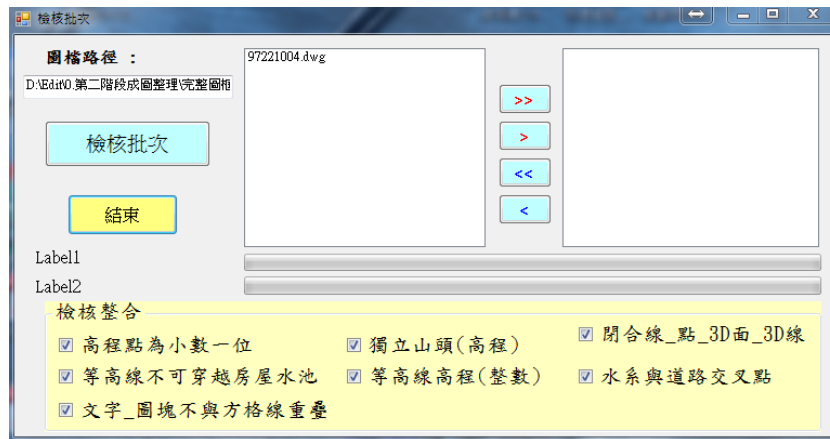 檢核批次
圖檔路徑 :
97221004.dwg
D:\Edit\0.第二階段成圖整理\完整圖
>>
檢核批次
>
<<
結束
<
Label1
Label2
檢核整合
高程點為小數一位
獨立山頭(高程)
閉合線_點_3D面_3D線
等高線不可穿越房屋水池
等高線高程(整數)
水系與道路交叉點
文字_圖塊不與方格線重疊